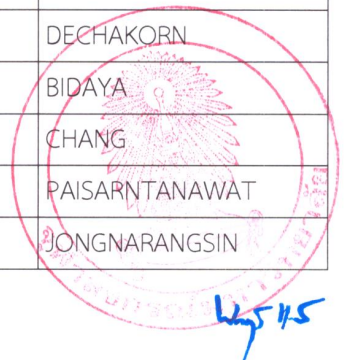 DECHAKORN
BIDAYA
CHANG
PAISARNTANAWAT
JONGNARANGSIN